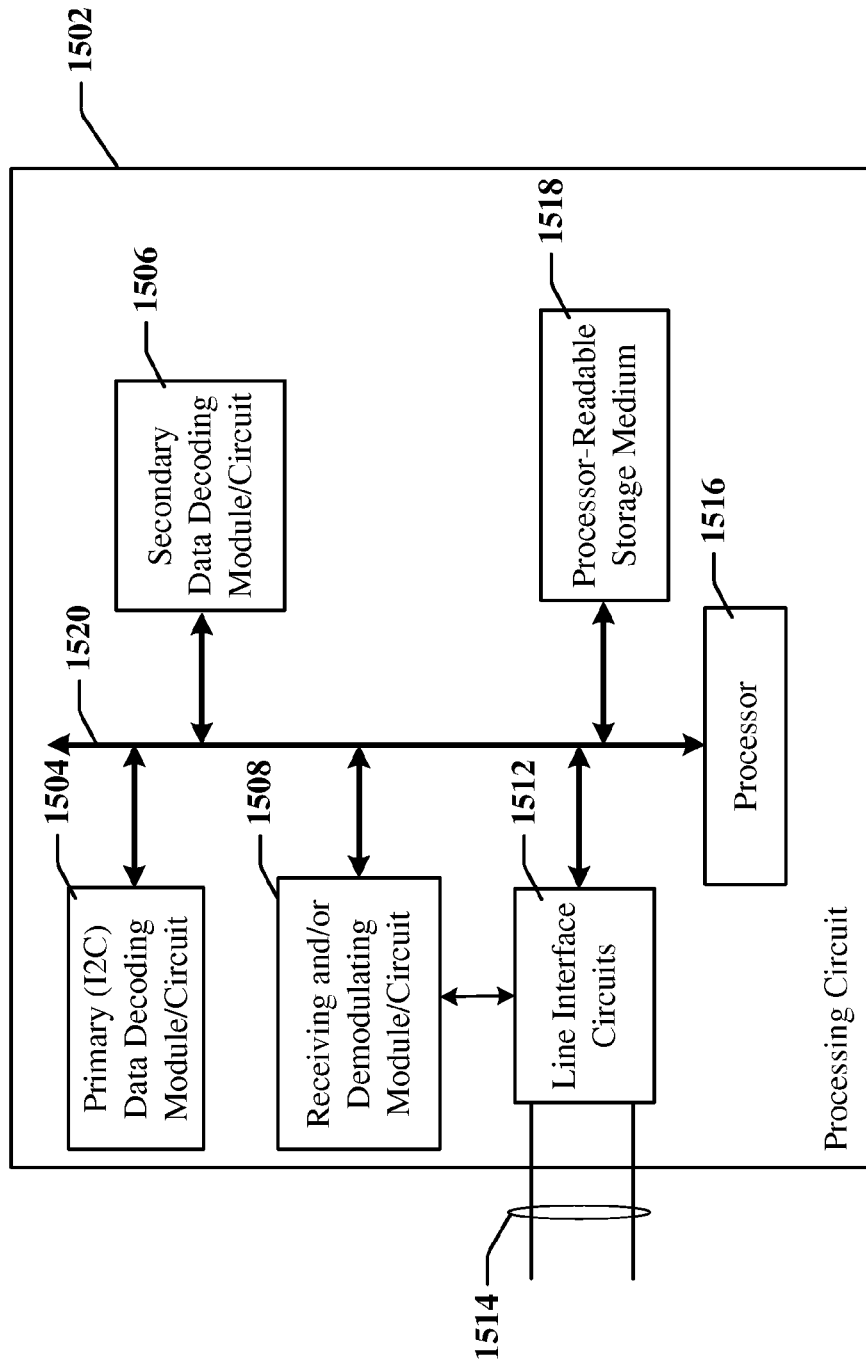 1502
1504
Primary (I2C)
Data Decoding
Module/Circuit
1520
1506
Secondary
Data Decoding
Module/Circuit
1508
Receiving and/or
Demodulating
Module/Circuit
1512
Line Interface
Circuits
1514
1518
Processor-Readable
Storage Medium
1516
Processor
Processing Circuit